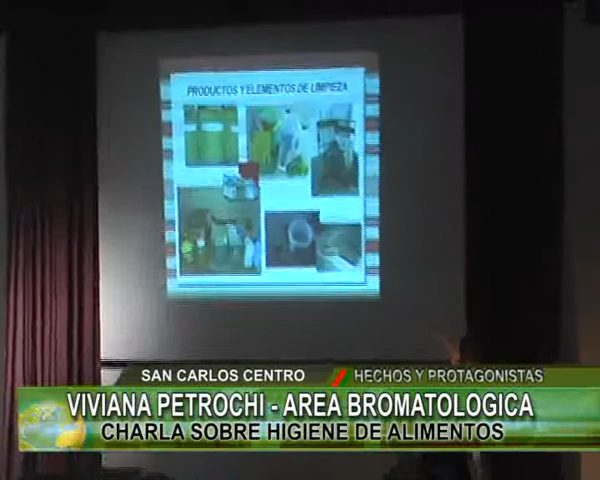 PRODUCTOS Y ELEMENTOS DE LIMPIEZA
SAN CARLOS CENTRO / HECHOS Y PROTAGONISTAS
VIVIANA PETROCHI - AREA BROMATOLOGICA
CHARLA SOBRE HIGIENE DE ALIMENTOS